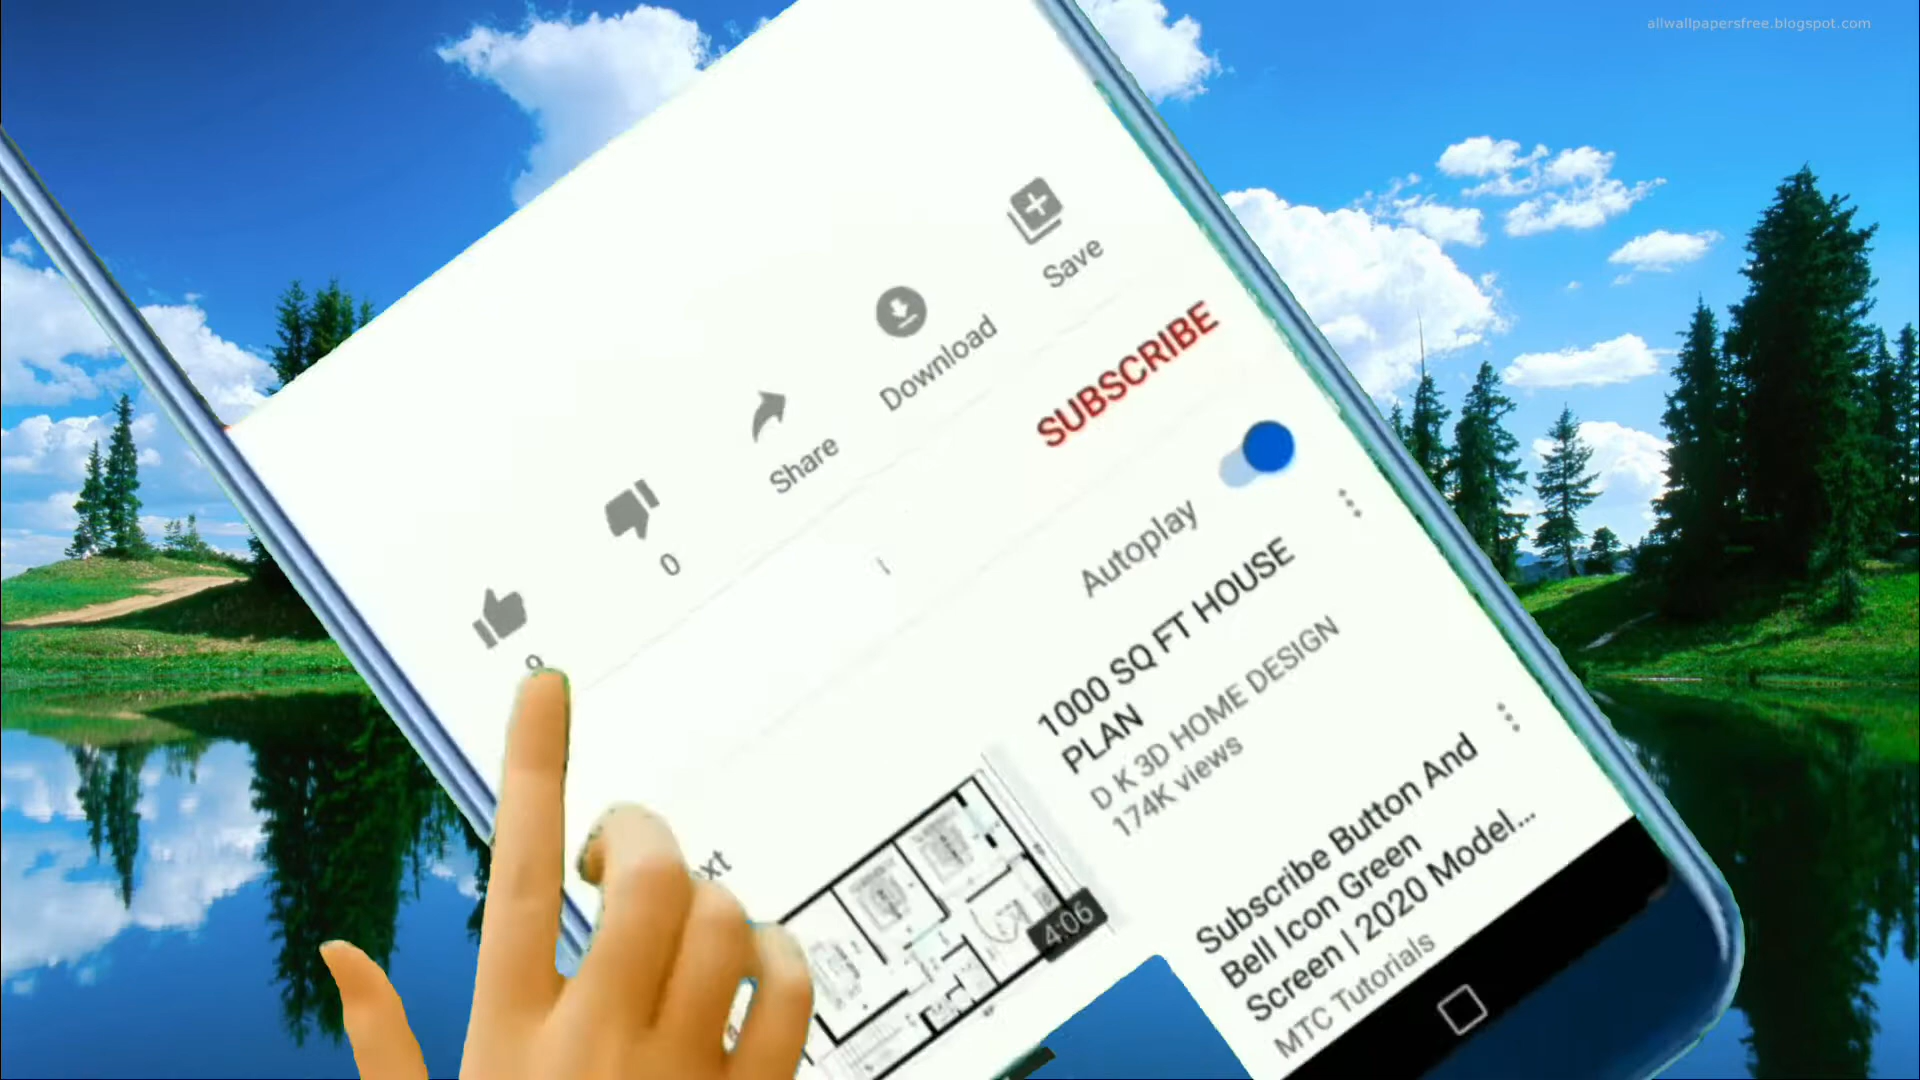 allwallpapersfree.blogspot.com
Save
Download
Share
0
SUBSCRIBE
Autoplay
1000 SQ FT HOUSE
PLAN
D K 3D HOME DESIGN
174K views
4:06
Subscribe Button And
Bell Icon Green
Screen | 2020 Model...
MTC Tutorials